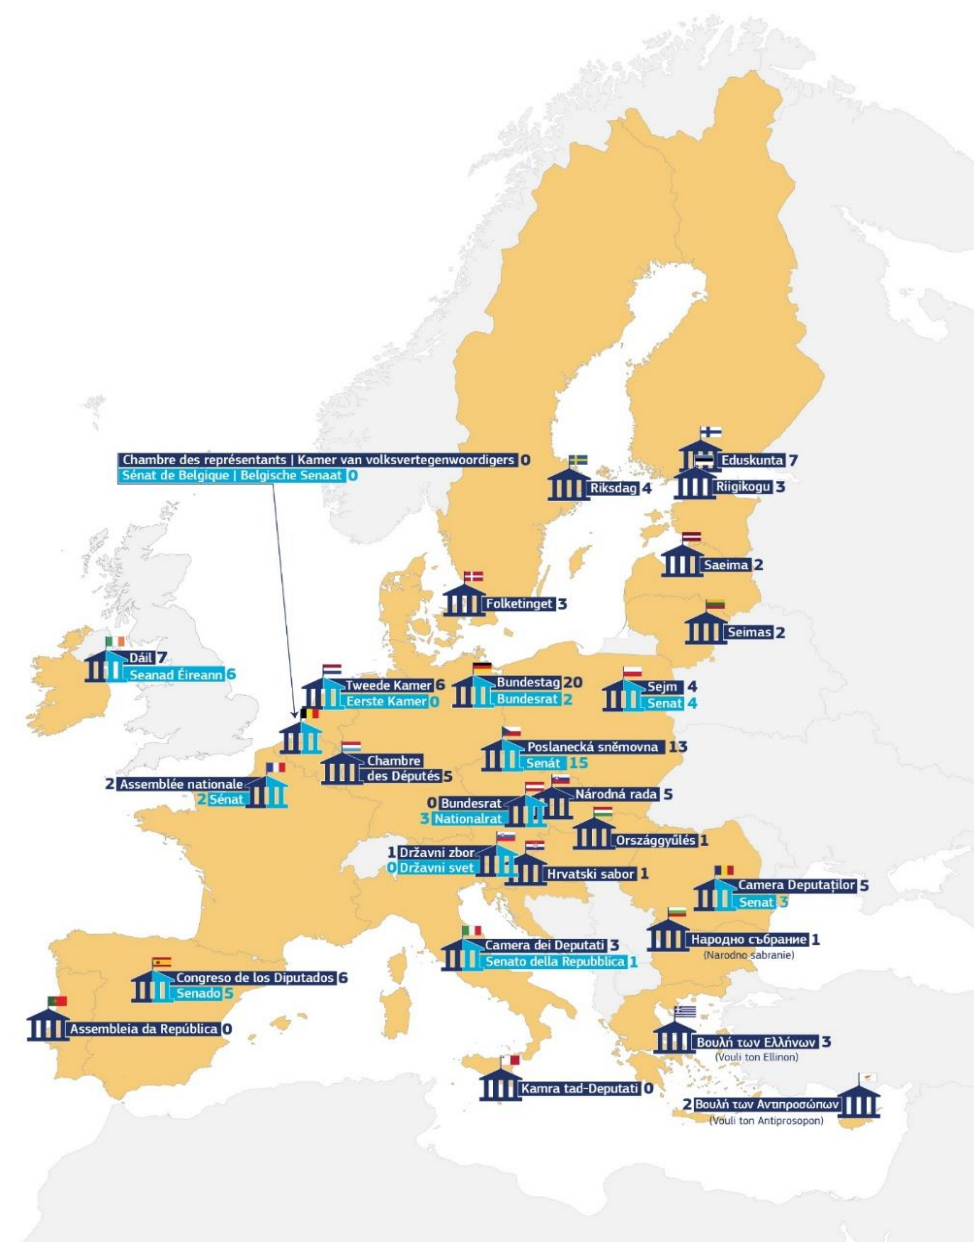 Chambre des représentants | Kamer van volksvertegenwoordigers 0
Sénat de Belgique | Belgische Senaat 0
Eduskunta 7
Riksdag 4
Riigikogu 3
Saeima 2
Folketinget 3
Seimas 2
Dáil 7
Seanad Éireann 6
Tweede Kamer 6
Eerste Kamer 0
Bundestag 20
Bundesrat 2
Sejm 4
Senat 4
Poslanecká sněmovna 13
Senát 15
Chambre
des Députés 5
2 Assemblée nationale
2 Sénat
Národná rada 5
0 Bundesrat
3 Nationalrat
Országgyűlés 1
1 Državni zbor
0 Državni svet
Hrvatski sabor 1
Camera Deputaților 5
Senat 3
Народно събрание 1
(Narodno sabranie)
Camera dei Deputati 3
Senato della Repubblica 1
Congreso de los Diputados 6
Senado 5
Assembleia da República 0
Βουλή των Ελλήνων 3
(Vouli ton Ellinon)
Kamra tad-Deputati 0
2 Βουλή των Αντιπροσώπων
(Vouli ton Antiprosopon)